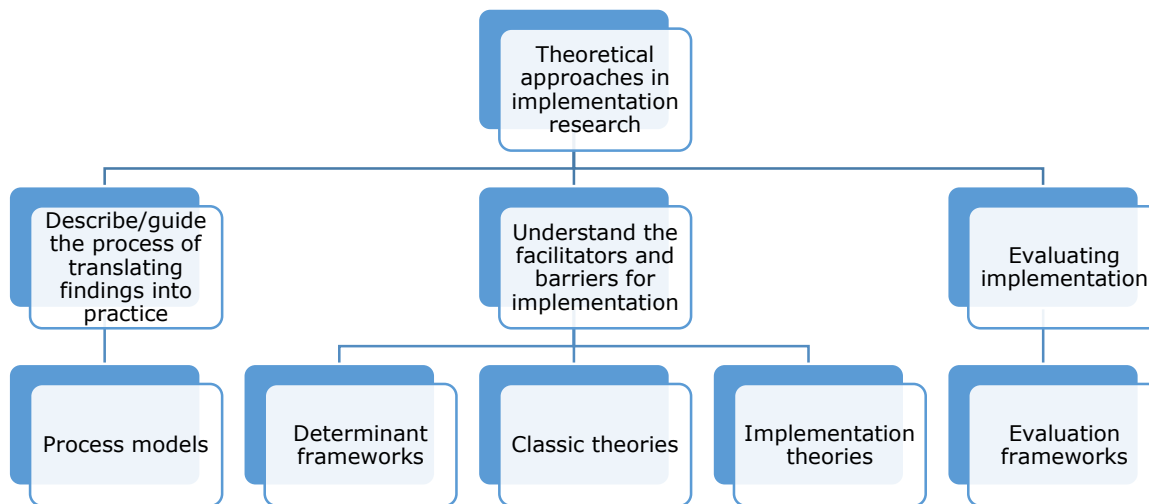 Theoretical
approaches in
implementation
research
Describe/guide
the process of
translating
findings into
practice
Understand the
facilitators and
barriers for
implementation
Evaluating
implementation
Process models
Determinant
frameworks
Classic theories
Implementation
theories
Evaluation
frameworks